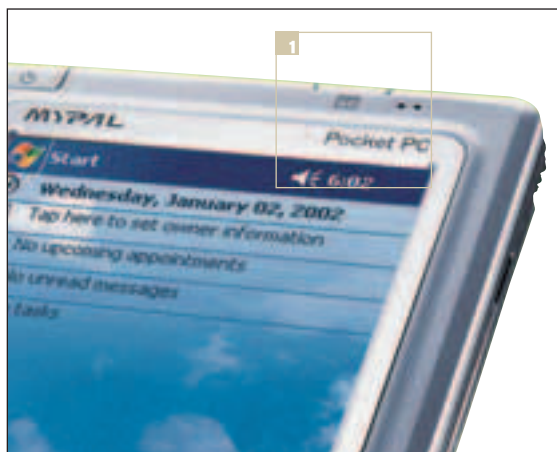 1
MYPAL
Pocket PC
Start
6:02
Wednesday, January 02, 2002
Tap here to set owner information
No upcoming appointments
No unread messages
tasks